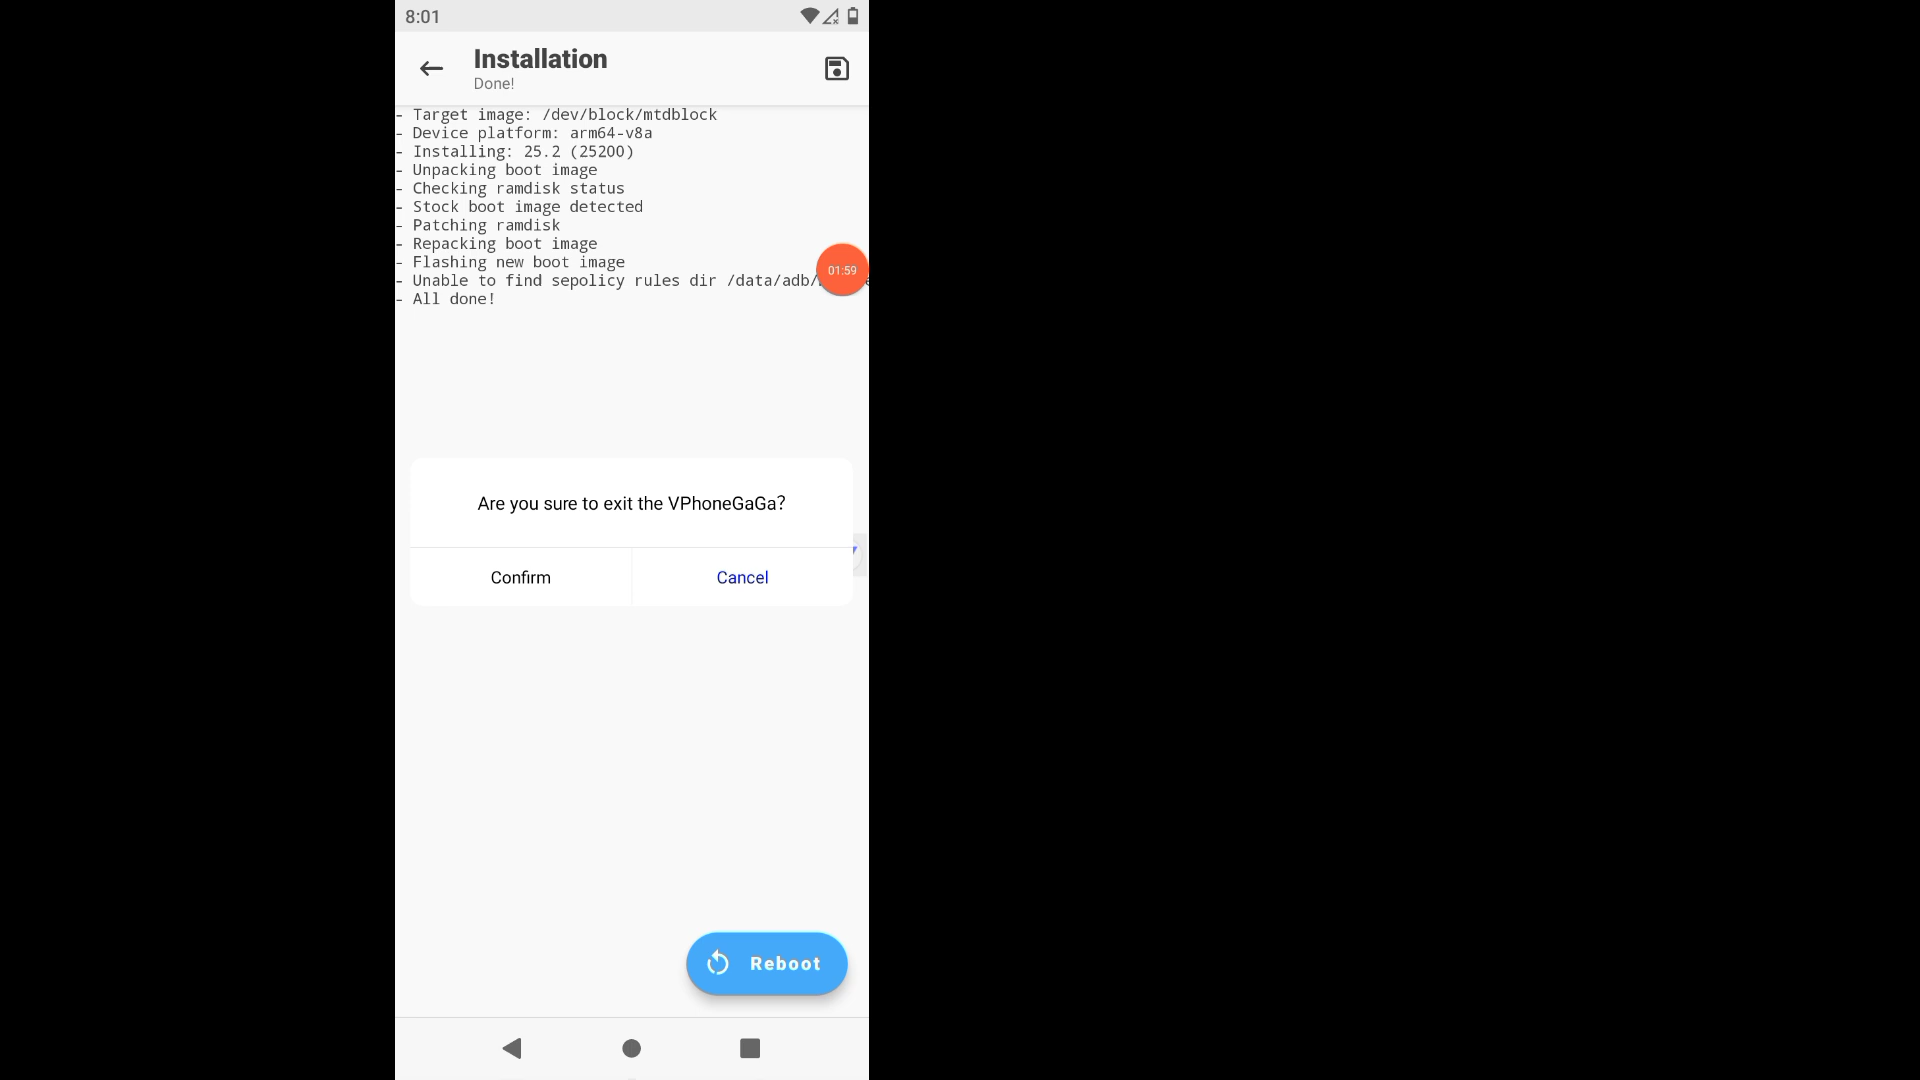 8:01
Installation
Done!
- Target image: /dev/block/mtdblock
- Device platform: arm64-v8a
- Installing: 25.2 (25200)
- Unpacking boot image
- Checking ramdisk status
- Stock boot image detected
- Patching ramdisk
- Repacking boot image
- Flashing new boot image
- Unable to find sepolicy rules dir /data/adb/
01:59
- All done!
Are you sure to exit the VPhoneGaGa?
Confirm
Cancel
Reboot